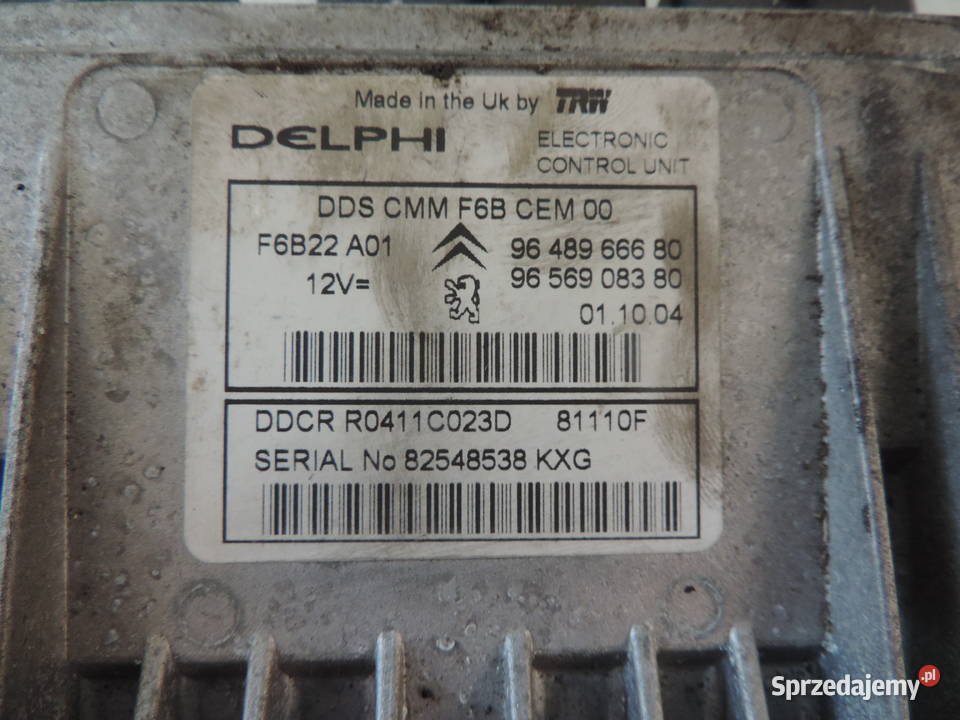 Made in the Uk by TRW
DELPHI
ELECTRONIC
CONTROL UNIT
DDS CMM F6B CEM 00
F6B22 A01
96 489 666 80
12V=
96 569 083 80
01.10.04
DDCR R0411C023D 81110F
SERIAL No 82548538 KXG
Sprzedajemy.pl